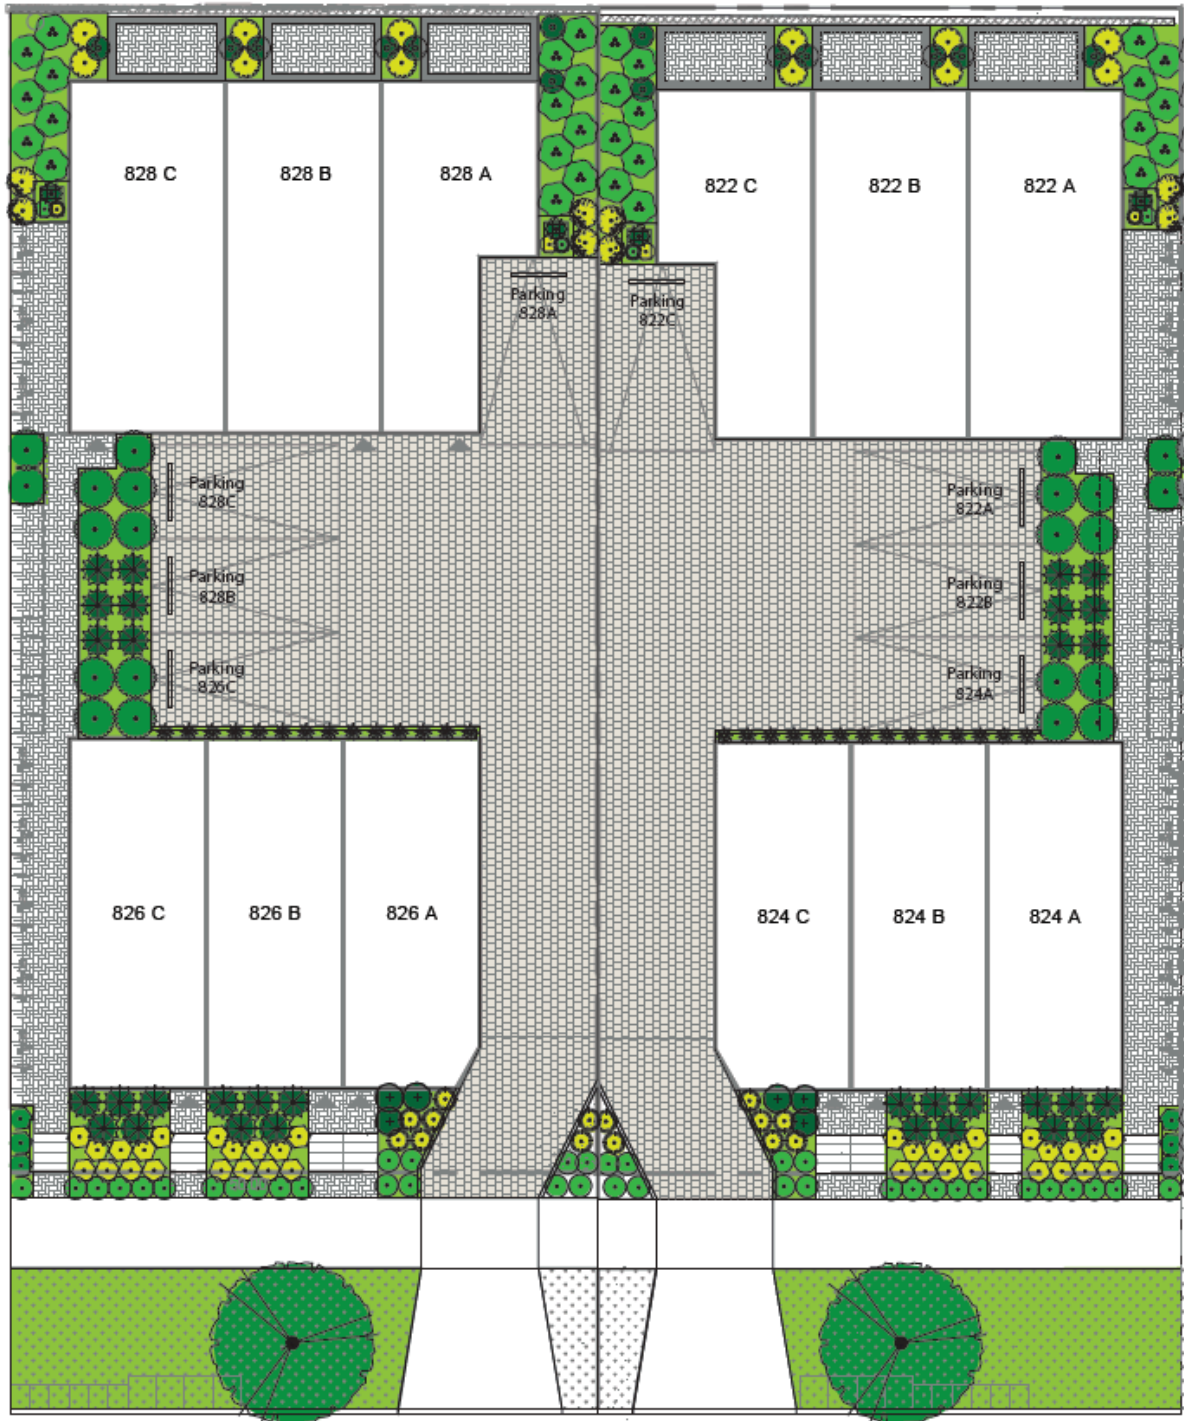 828 C
828 B
828 A
822 C
822 B
822 A
Parking
828A
Parking
822C
Parking
828C
Parking
822A
Parking
828B
Parking
822B
Parking
826C
Parking
824A
826 C
826 B
826 A
824 C
824 B
824 A